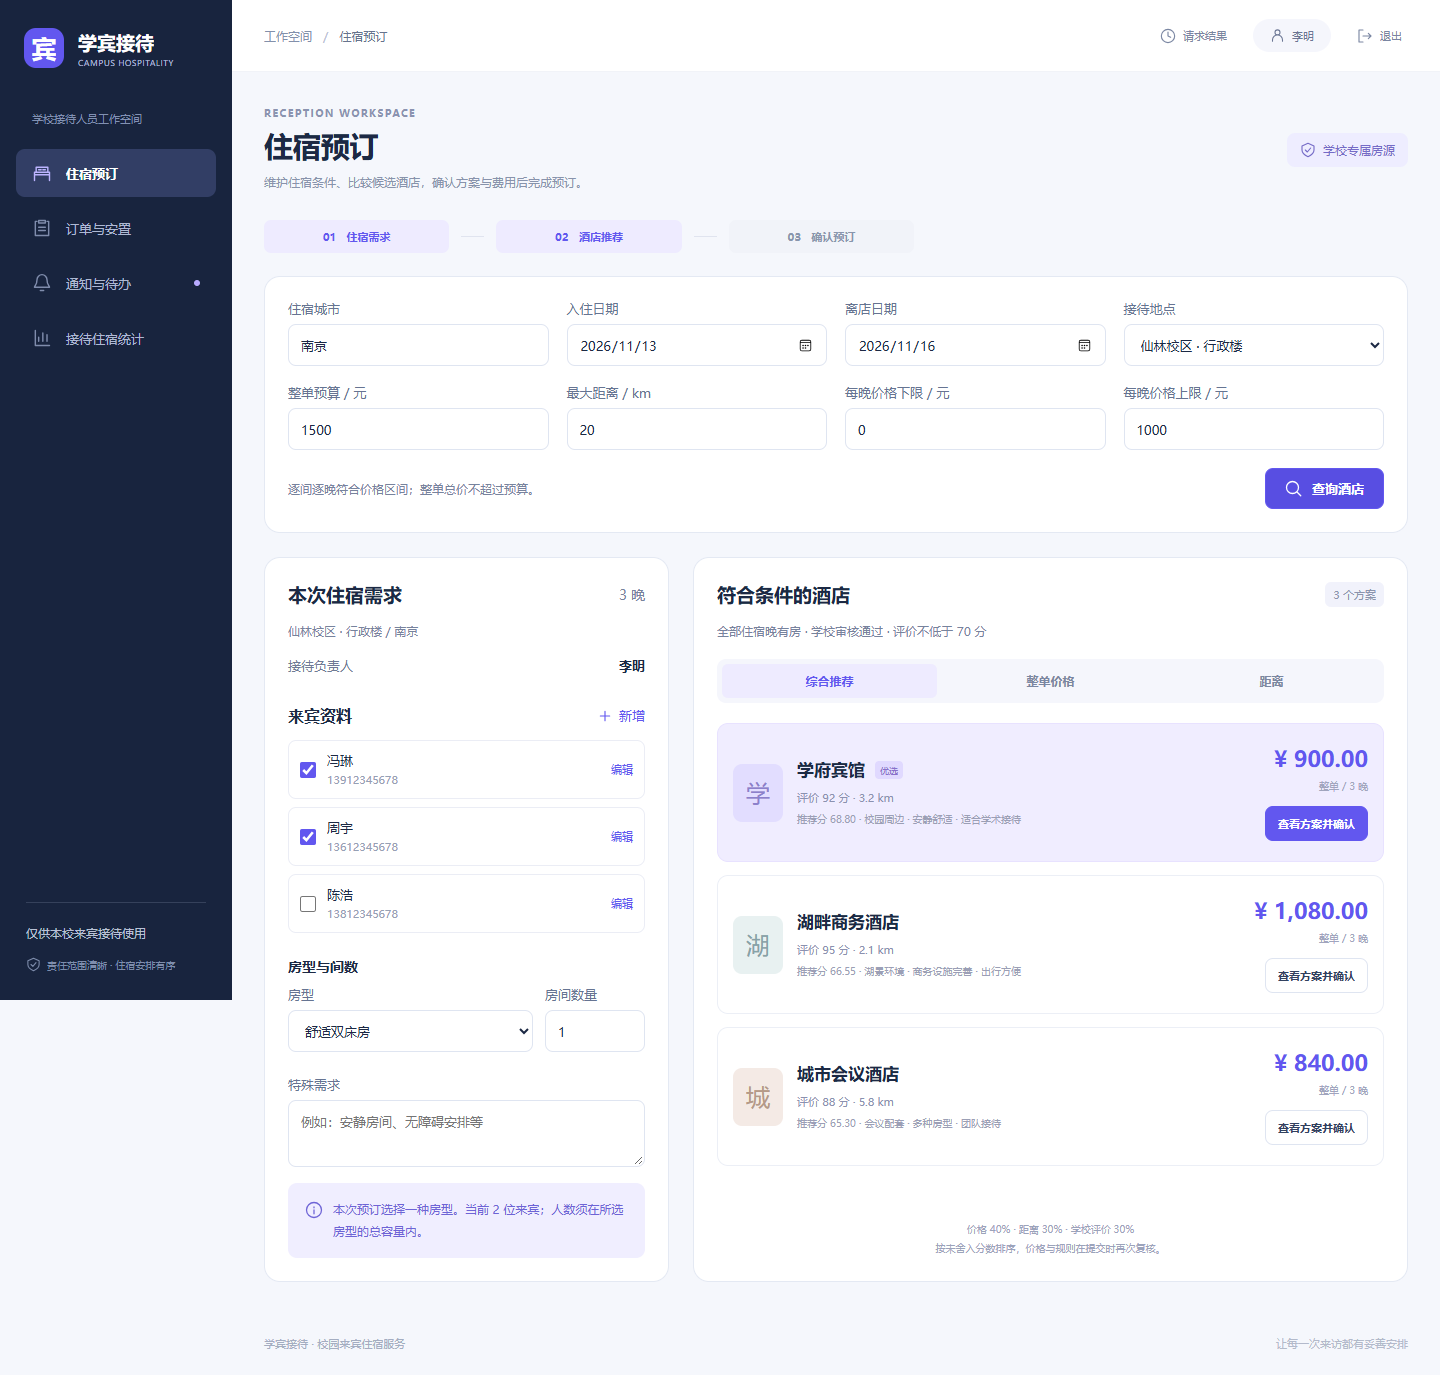 宾
学宾接待
CAMPUS HOSPITALITY
学校接待人员工作空间
住宿预订
订单与安置
通知与待办
接待住宿统计
仅供本校来宾接待使用
责任范围清晰 · 住宿安排有序
工作空间 / 住宿预订
请求结果
李明
退出
RECEPTION WORKSPACE
住宿预订
维护住宿条件、比较候选酒店，确认方案与费用后完成预订。
学校专属房源
01 住宿需求
02 酒店推荐
03 确认预订
住宿城市
南京
入住日期
2026/11/13
离店日期
2026/11/16
接待地点
仙林校区 · 行政楼
整单预算 / 元
1500
最大距离 / km
20
每晚价格下限 / 元
0
每晚价格上限 / 元
1000
逐间逐晚符合价格区间；整单总价不超过预算。
查询酒店
本次住宿需求
3 晚
仙林校区 · 行政楼 / 南京
接待负责人
李明
来宾资料
新增
冯琳
13912345678
编辑
周宇
13612345678
编辑
陈浩
13812345678
编辑
房型与间数
房型
舒适双床房
房间数量
1
特殊需求
例如：安静房间、无障碍安排等
本次预订选择一种房型。当前 2 位来宾；人数须在所选
房型的总容量内。
符合条件的酒店
3 个方案
全部住宿晚有房 · 学校审核通过 · 评价不低于 70 分
综合推荐
整单价格
距离
学
学府宾馆
优选
评价 92 分 · 3.2 km
推荐分 68.80 · 校园周边 · 安静舒适 · 适合学术接待
¥ 900.00
整单 / 3 晚
查看方案并确认
湖
湖畔商务酒店
评价 95 分 · 2.1 km
推荐分 66.55 · 湖景环境 · 商务设施完善 · 出行方便
¥ 1,080.00
整单 / 3 晚
查看方案并确认
城
城市会议酒店
评价 88 分 · 5.8 km
推荐分 65.30 · 会议配套 · 多种房型 · 团队接待
¥ 840.00
整单 / 3 晚
查看方案并确认
价格 40% · 距离 30% · 学校评价 30%
按未舍入分数排序，价格与规则在提交时再次复核。
学宾接待 · 校园来宾住宿服务
让每一次来访都有妥善安排